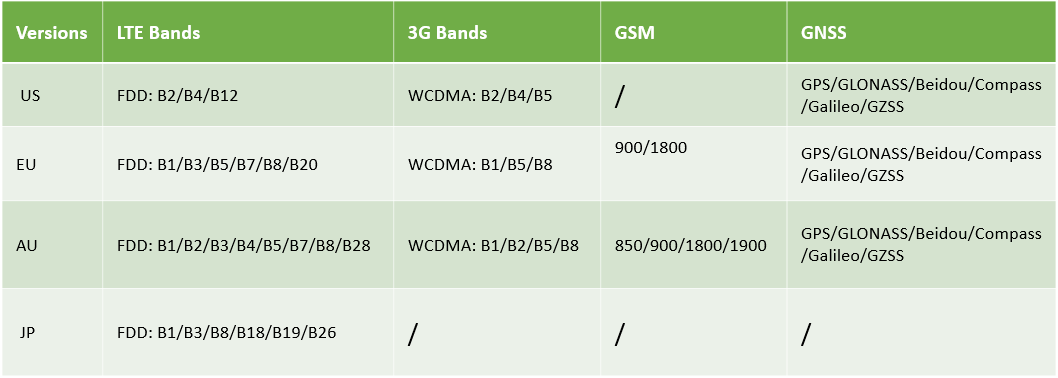 Versions LTE Bands 3G Bands GSM GNSS
US FDD: B2/B4/B12 WCDMA: B2/B4/B5 / GPS/GLONASS/Beidou/Compass
/Galileo/GZSS
EU FDD: B1/B3/B5/B7/B8/B20 WCDMA: B1/B5/B8 900/1800 GPS/GLONASS/Beidou/Compass
/Galileo/GZSS
AU FDD: B1/B2/B3/B4/B5/B7/B8/B28 WCDMA: B1/B2/B5/B8 850/900/1800/1900 GPS/GLONASS/Beidou/Compass
/Galileo/GZSS
JP FDD: B1/B3/B8/B18/B19/B26 / / /